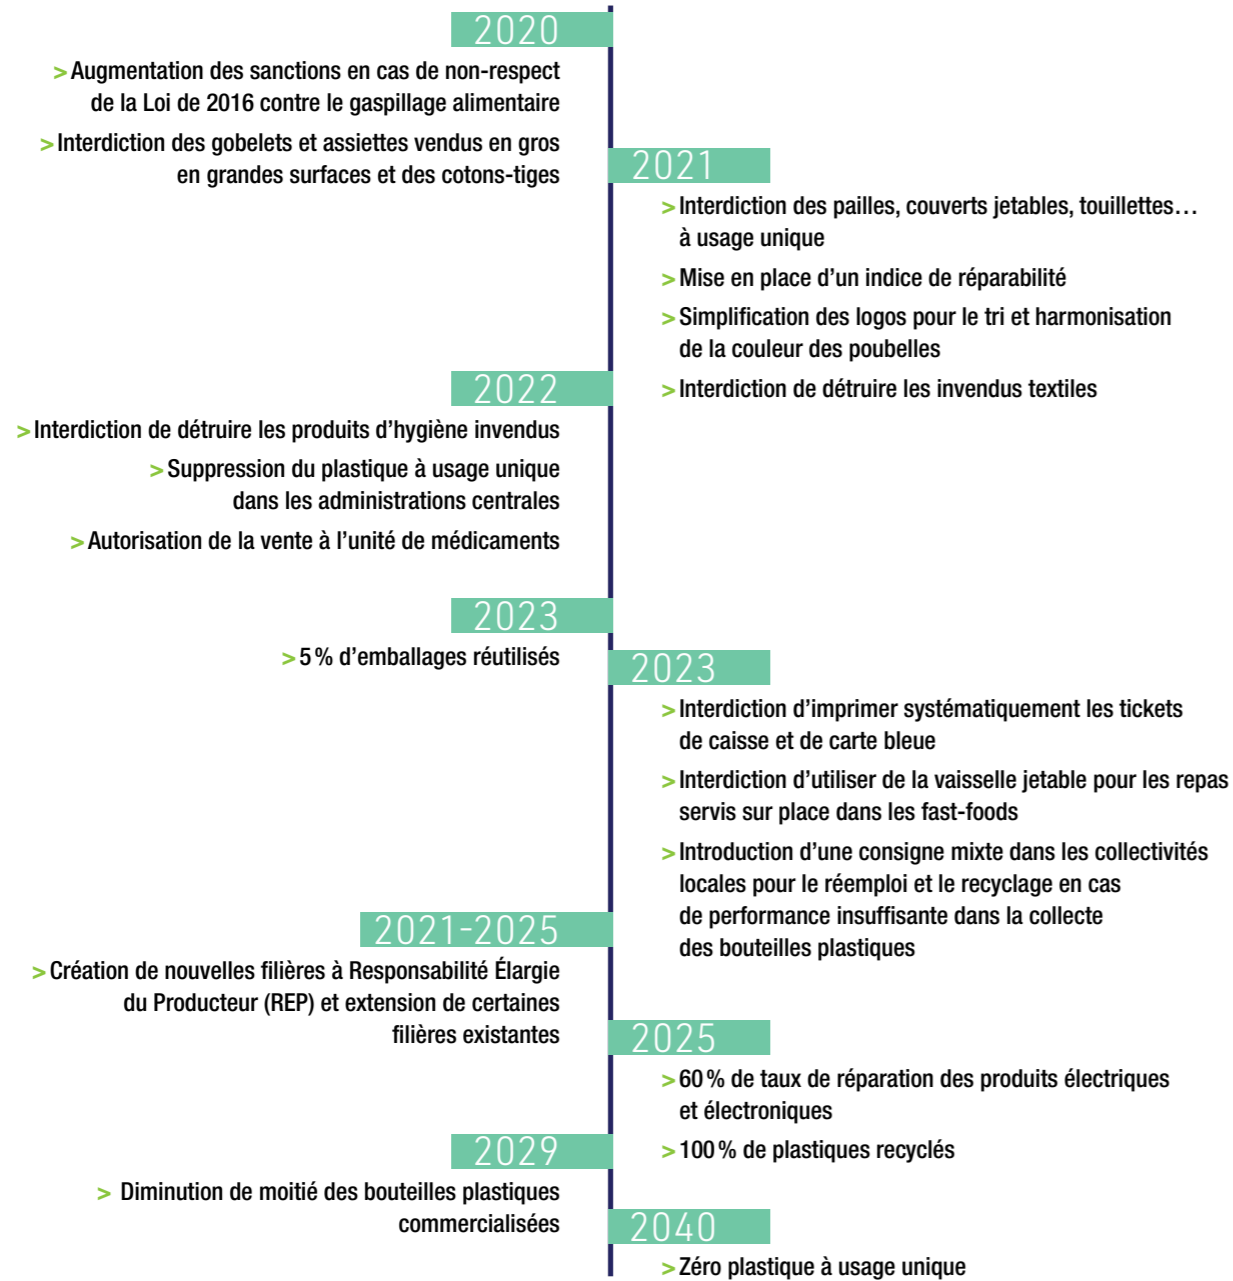 2020
> Augmentation des sanctions en cas de non-respect
de la Loi de 2016 contre le gaspillage alimentaire
> Interdiction des gobelets et assiettes vendus en gros
en grandes surfaces et des cotons-tiges
2021
> Interdiction des pailles, couverts jetables, touillettes…
à usage unique
> Mise en place d’un indice de réparabilité
> Simplification des logos pour le tri et harmonisation
de la couleur des poubelles
> Interdiction de détruire les invendus textiles
2022
> Interdiction de détruire les produits d’hygiène invendus
> Suppression du plastique à usage unique
dans les administrations centrales
> Autorisation de la vente à l’unité de médicaments
2023
> 5 % d’emballages réutilisés
2023
> Interdiction d’imprimer systématiquement les tickets
de caisse et de carte bleue
> Interdiction d’utiliser de la vaisselle jetable pour les repas
servis sur place dans les fast-foods
> Introduction d’une consigne mixte dans les collectivités
locales pour le réemploi et le recyclage en cas
de performance insuffisante dans la collecte
des bouteilles plastiques
2021-2025
> Création de nouvelles filières à Responsabilité Élargie
du Producteur (REP) et extension de certaines
filières existantes
2025
> 60 % de taux de réparation des produits électriques
et électroniques
> 100 % de plastiques recyclés
2029
> Diminution de moitié des bouteilles plastiques
commercialisées
2040
> Zéro plastique à usage unique